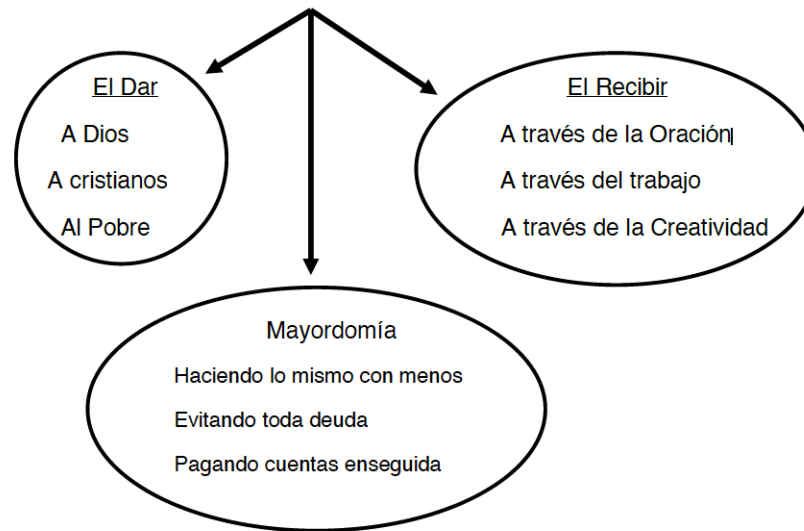 El Dar
A Dios
A cristianos
Al Pobre
El Recibir
A través de la Oración
A través del trabajo
A través de la Creatividad
Mayordomía
Haciendo lo mismo con menos
Evitando toda deuda
Pagando cuentas enseguida